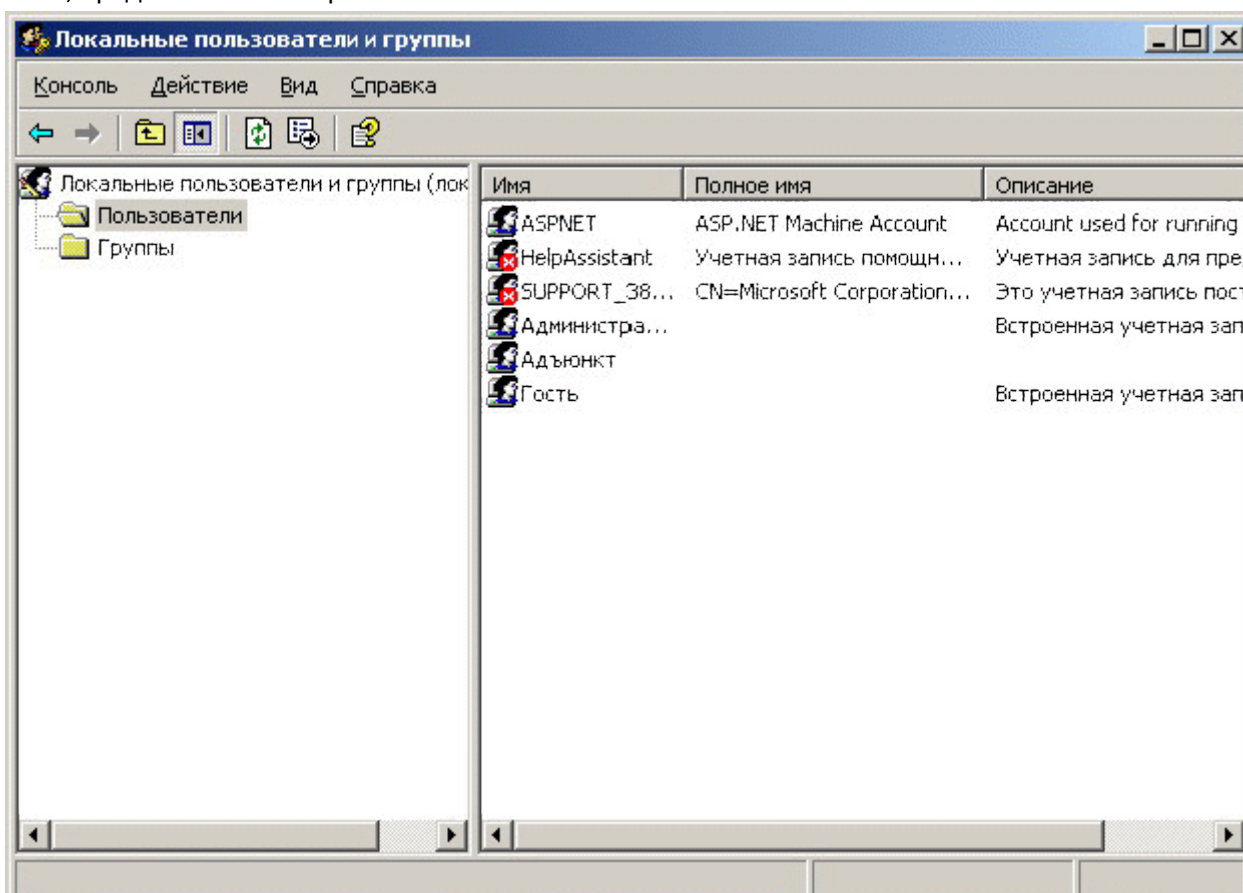 Локальные пользователи и группы
Консоль Действие Вид Справка
Локальные пользователи и группы (лок
Пользователи
Группы
Имя Полное имя Описание
ASPNET ASP.NET Machine Account Account used for running
HelpAssistant Учетная запись помощн... Учетная запись для пре
SUPPORT_38... CN=Microsoft Corporation... Это учетная запись пост
Администра... Встроенная учетная зап
Адъюнкт
Гость Встроенная учетная зап